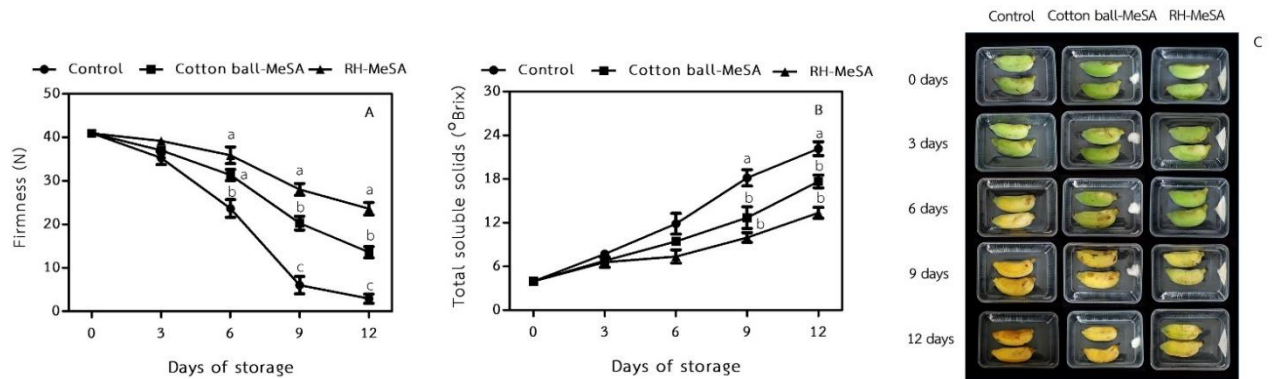 Control Cotton ball-MeSA RH-MeSA
A
Firmness (N)
50
40
30
20
10
0
a
a
b
a
b
c
a
b
c
0 3 6 9 12
Days of storage
Control Cotton ball-MeSA RH-MeSA
B
Total soluble solids (°Brix)
30
24
18
12
6
0
a
b
b
a
b
b
0 3 6 9 12
Days of storage
Control Cotton ball-MeSA RH-MeSA
C
0 days
3 days
6 days
9 days
12 days